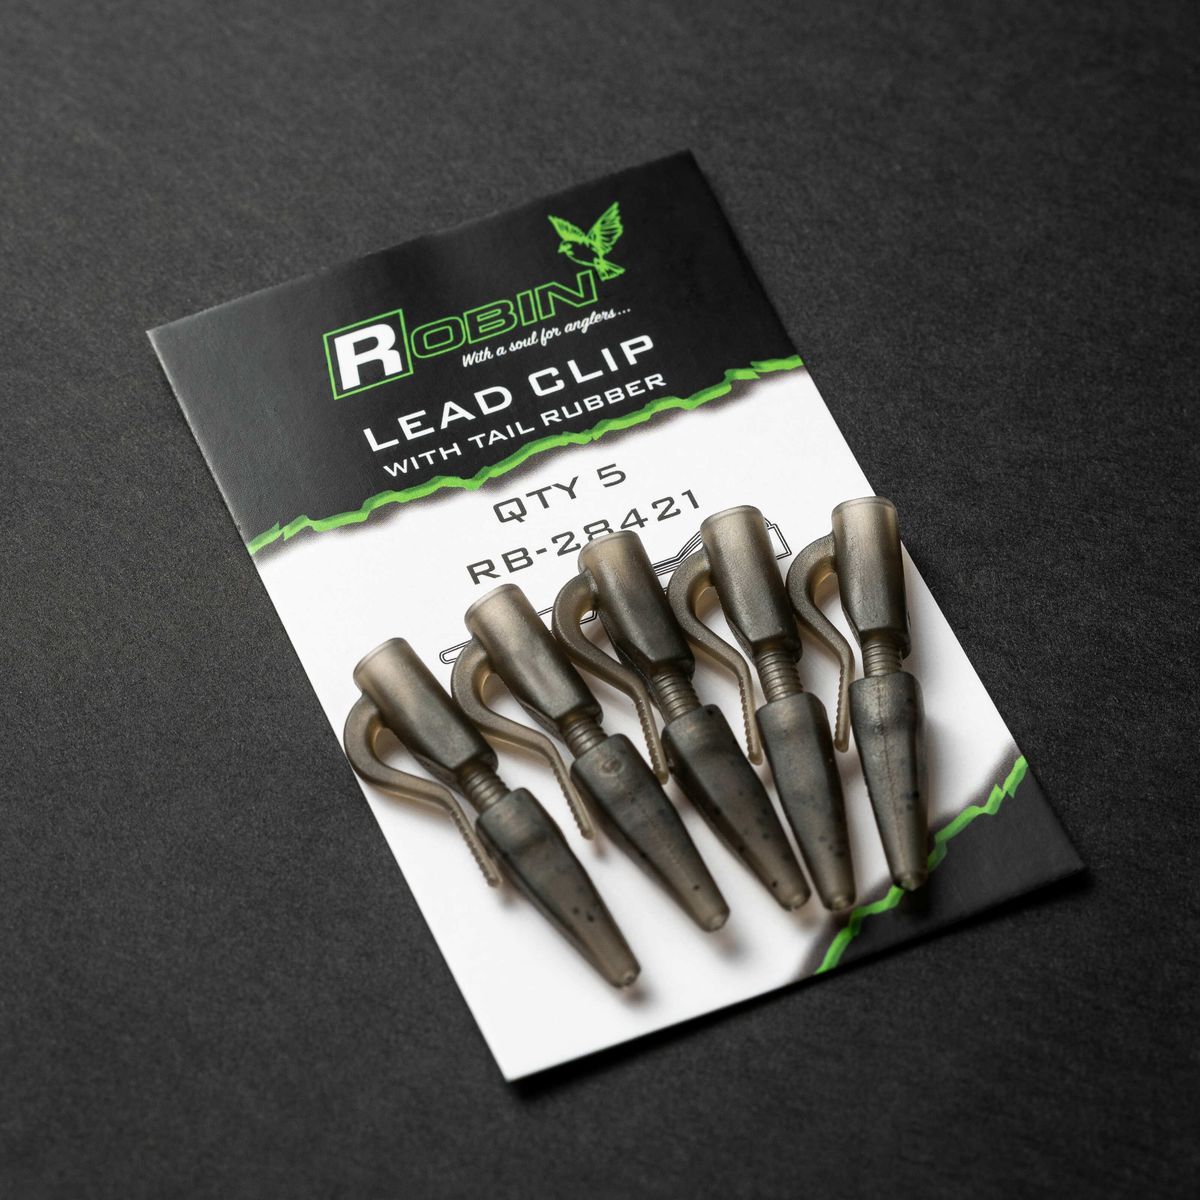 ROBIN
With a soul for anglers...
LEAD CLIP
WITH TAIL RUBBER
QTY 5
RB-28421